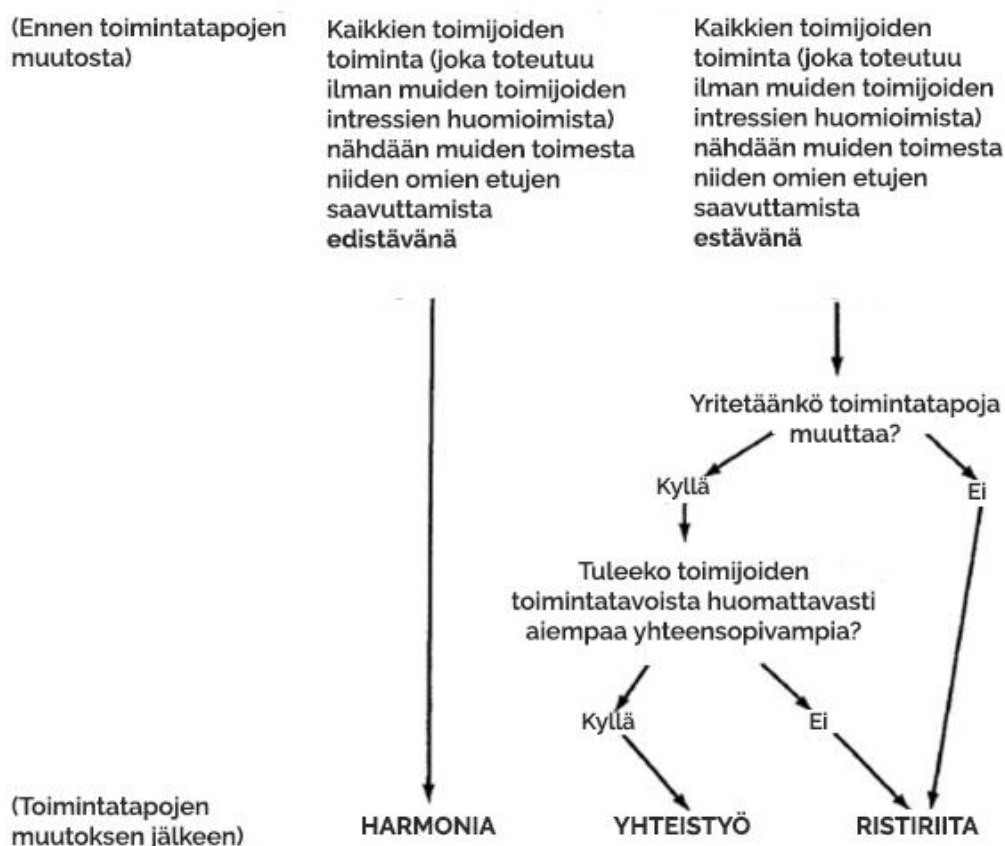 (Ennen toimintatapojen
muutosta)
Kaikkien toimijoiden
toiminta (joka toteutuu
ilman muiden toimijoiden
intressien huomioimista)
nähdään muiden toimesta
niiden omien etujen
saavuttamista
edistävänä
Kaikkien toimijoiden
toiminta (joka toteutuu
ilman muiden toimijoiden
intressien huomioimista)
nähdään muiden toimesta
niiden omien etujen
saavuttamista
estävänä
Yritetäänkö toimintatapoja
muuttaa?
Kyllä
Ei
Tuleeko toimijoiden
toimintatavoista huomattavasti
aiempaa yhteensopivampia?
Kyllä
Ei
(Toimintatapojen
muutoksen jälkeen)
HARMONIA
YHTEISTYÖ
RISTIRIITA